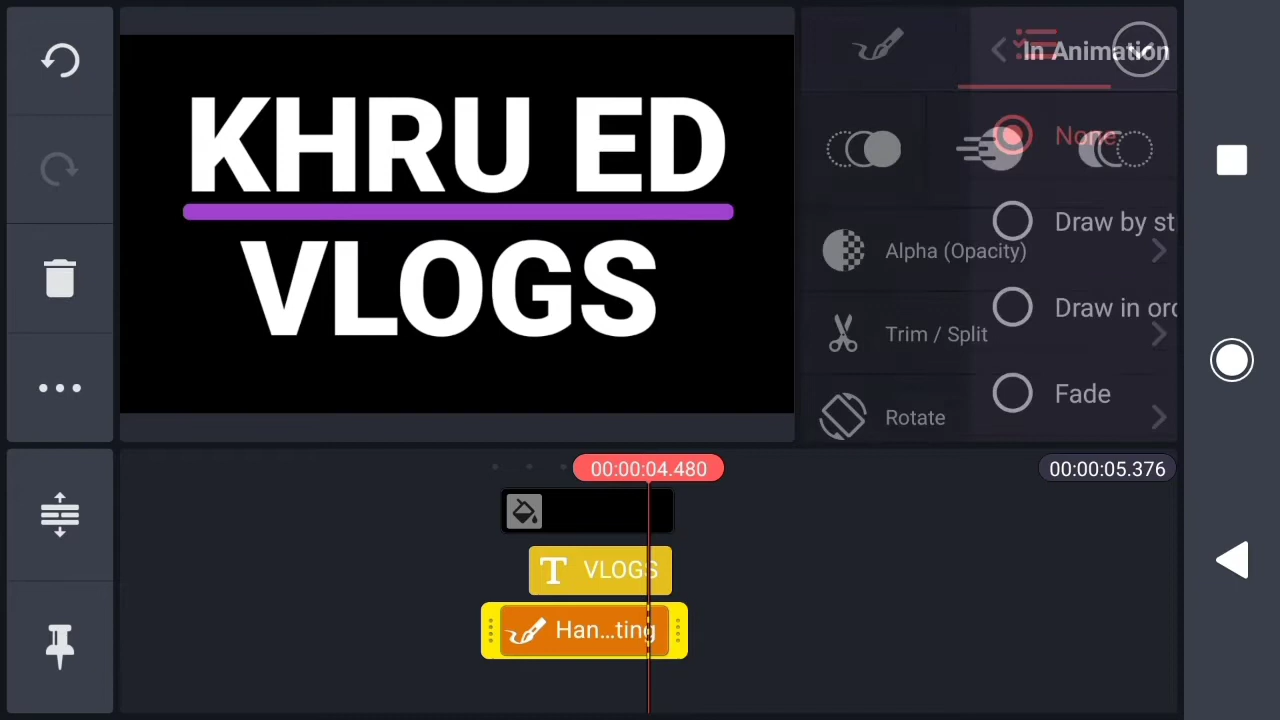 KHRU ED
VLOGS
In Animation
None
Draw by st
Alpha (Opacity)
Draw in orc
Trim / Split
Fade
Rotate
00:00:04.480
00:00:05.376
T VLOGS
Han...ting